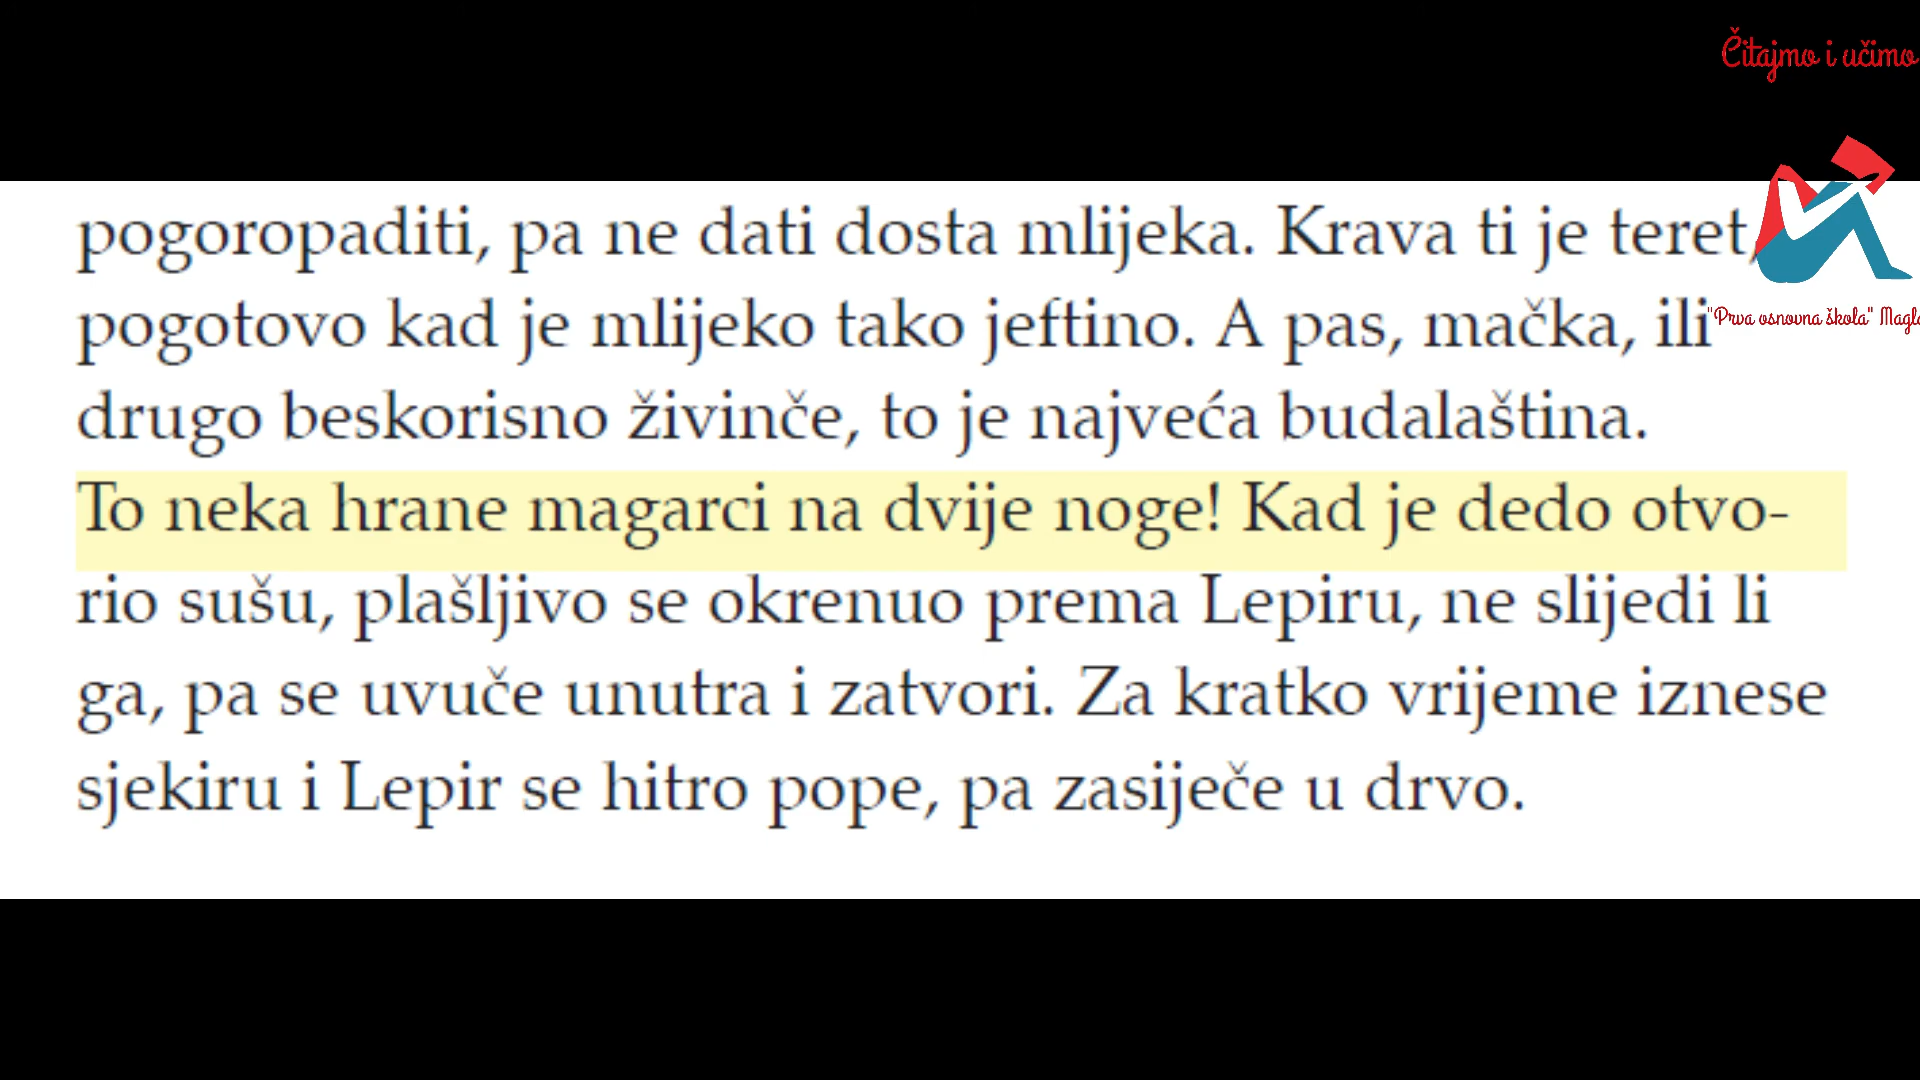 Čitajmo i učimo
pogoropaditi, pa ne dati dosta mlijeka. Krava ti je teret,
pogotovo kad je mlijeko tako jeftino. A pas, mačka, ili
drugo beskorisno živinče, to je najveća budalaština.
To neka hrane magarci na dvije noge! Kad je dedo otvo-
rio sušu, plašljivo se okrenuo prema Lepiru, ne slijedi li
ga, pa se uvuče unutra i zatvori. Za kratko vrijeme iznese
sjekiru i Lepir se hitro pope, pa zasiječe u drvo.
"Prva osnovna škola"